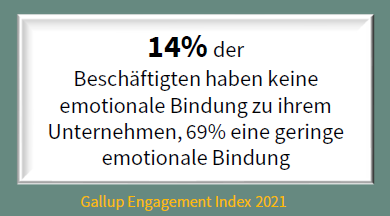 14% der
Beschäftigten haben keine
emotionale Bindung zu ihrem
Unternehmen, 69% eine geringe
emotionale Bindung
Gallup Engagement Index 2021